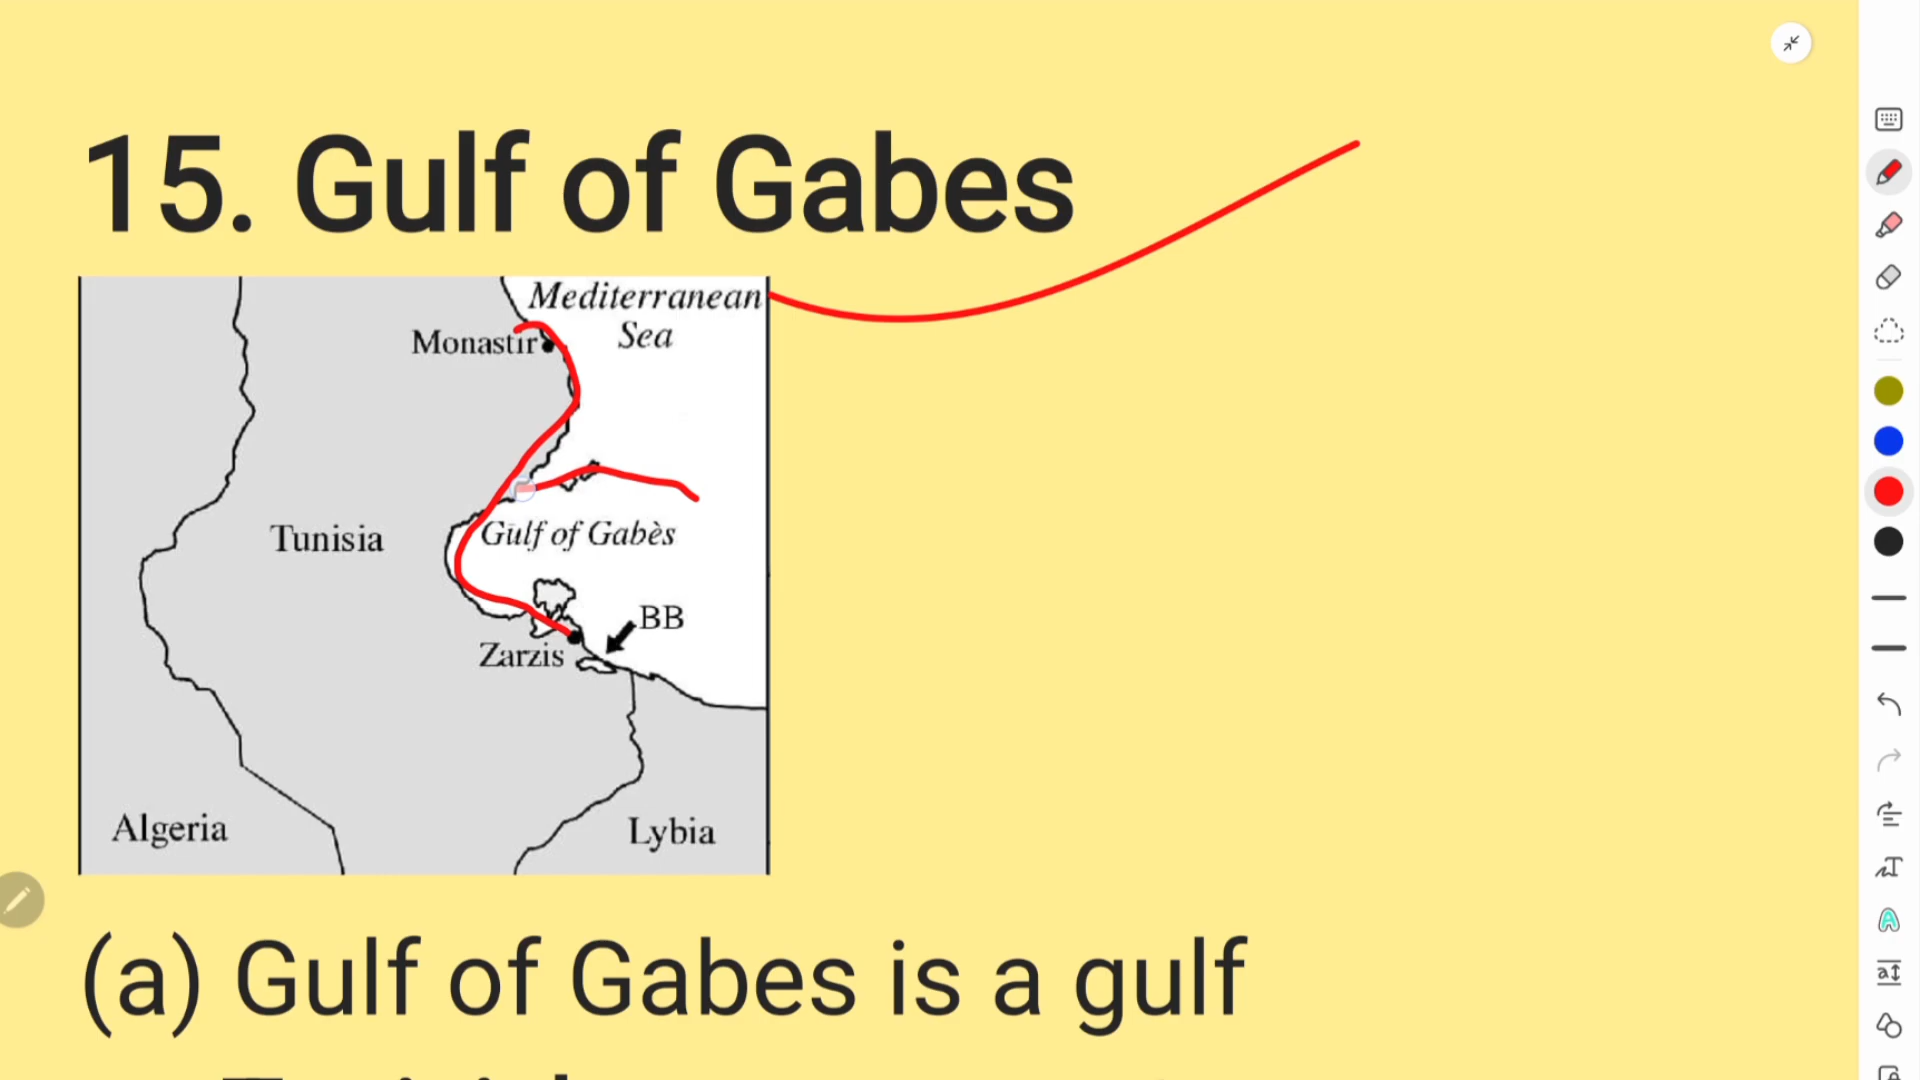 15. Gulf of Gabes
Mediterranean
Sea
Monastir
Tunisia
Gulf of Gabès
BB
Zarzis
Algeria
Lybia
(a) Gulf of Gabes is a gulf